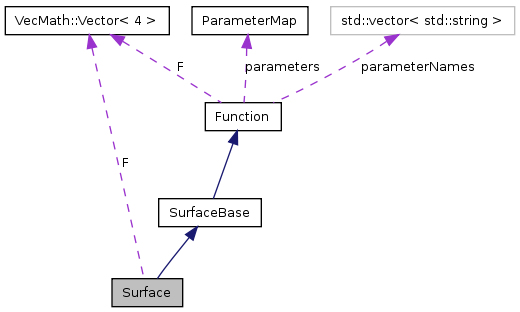 VecMath::Vector< 4 >
ParameterMap
std::vector< std::string >
F
parameters
parameterNames
Function
F
SurfaceBase
Surface